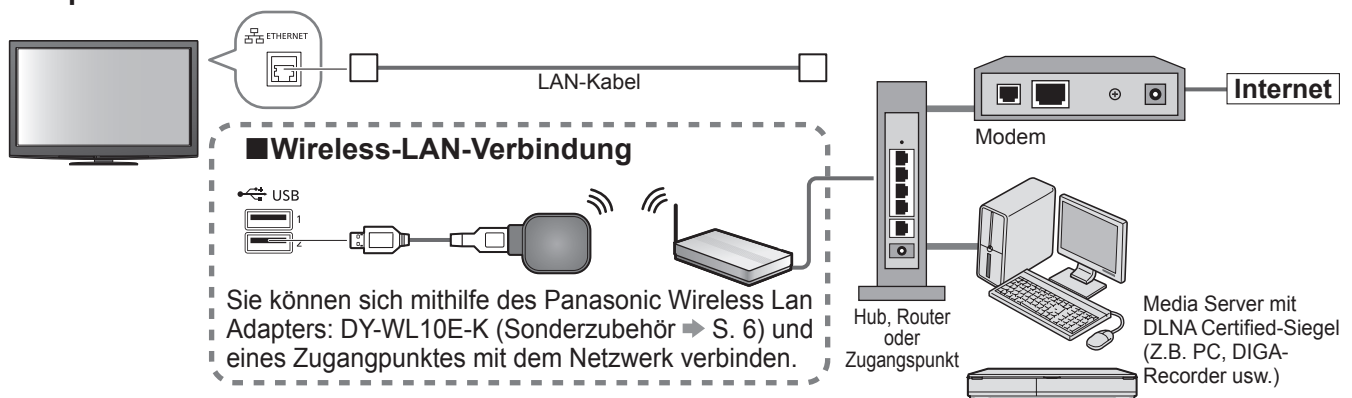 ETHERNET
LAN-Kabel
■Wireless-LAN-Verbindung
USB
1
2
Sie können sich mithilfe des Panasonic Wireless Lan
Adapters: DY-WL10E-K (Sonderzubehör ➡ S. 6) und
eines Zugangpunktes mit dem Netzwerk verbinden.
Hub, Router
oder
Zugangspunkt
Modem
Internet
Media Server mit
DLNA Certified-Siegel
(Z.B. PC, DIGA-
Recorder usw.)